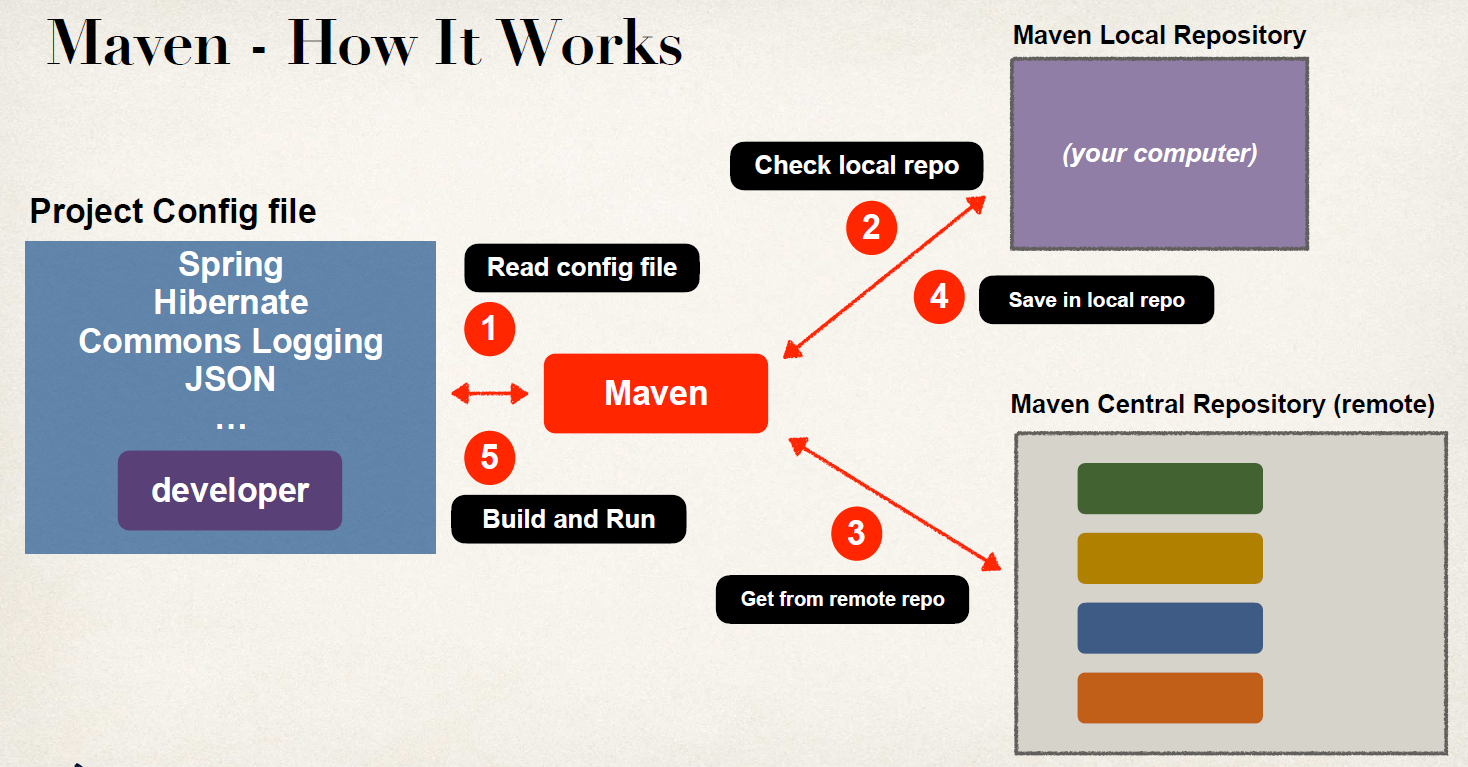 Maven - How It Works
Maven Local Repository
(your computer)
Check local repo
2
4
Save in local repo
Project Config file
Spring
Hibernate
Commons Logging
JSON
...
developer
Read config file
1
Maven
5
Build and Run
Maven Central Repository (remote)
3
Get from remote repo